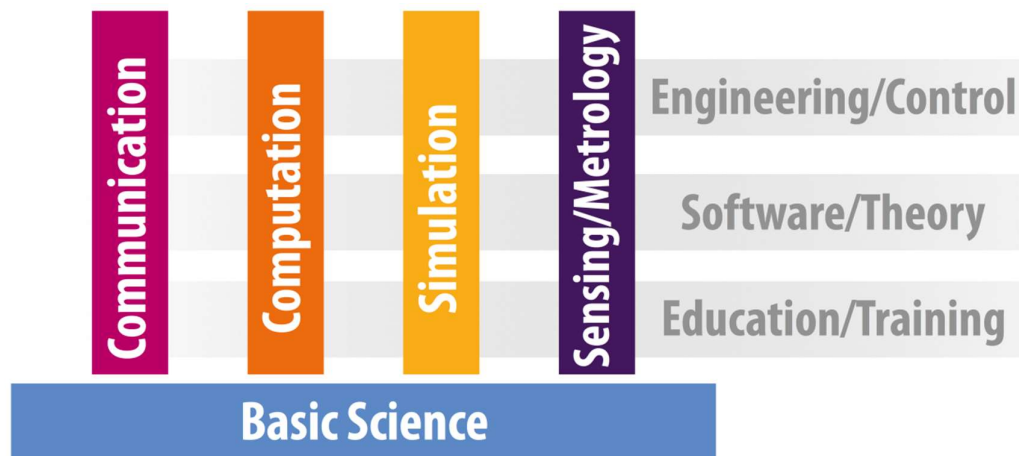 Communication
Computation
Simulation
Sensing/Metrology
Engineering/Control
Software/Theory
Education/Training
Basic Science